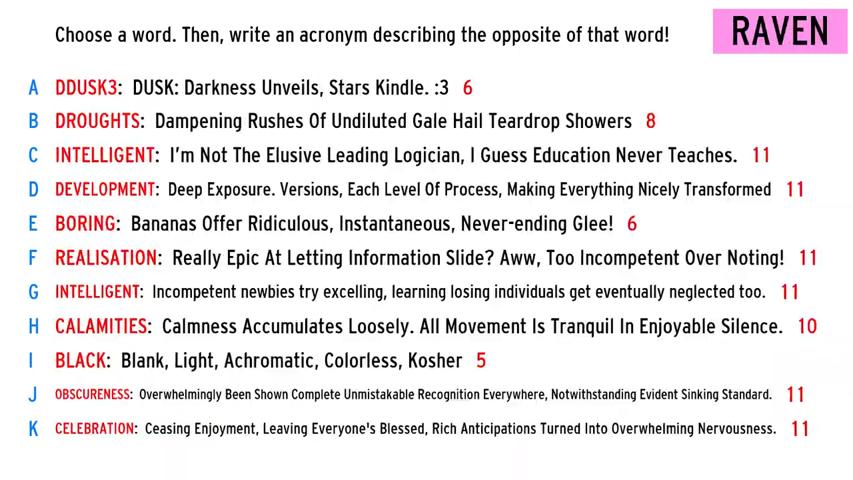 Choose a word. Then, write an acronym describing the opposite of that word!
RAVEN
A DDUSK3: DUSK: Darkness Unveils, Stars Kindle. :3 6
B DROUGHTS: Dampening Rushes Of Undiluted Gale Hail Teardrop Showers 8
C INTELLIGENT: I'm Not The Elusive Leading Logician, I Guess Education Never Teaches. 11
D DEVELOPMENT: Deep Exposure. Versions, Each Level Of Process, Making Everything Nicely Transformed 11
E BORING: Bananas Offer Ridiculous, Instantaneous, Never-ending Glee! 6
F REALISATION: Really Epic At Letting Information Slide? Aww, Too Incompetent Over Noting! 11
G INTELLIGENT: Incompetent newbies try excelling, learning losing individuals get eventually neglected too. 11
H CALAMITIES: Calmness Accumulates Loosely. All Movement Is Tranquil In Enjoyable Silence. 10
I BLACK: Blank, Light, Achromatic, Colorless, Kosher 5
J OBSCURENESS: Overwhelmingly Been Shown Complete Unmistakable Recognition Everywhere, Notwithstanding Evident Sinking Standard. 11
K CELEBRATION: Ceasing Enjoyment, Leaving Everyone's Blessed, Rich Anticipations Turned Into Overwhelming Nervousness. 11